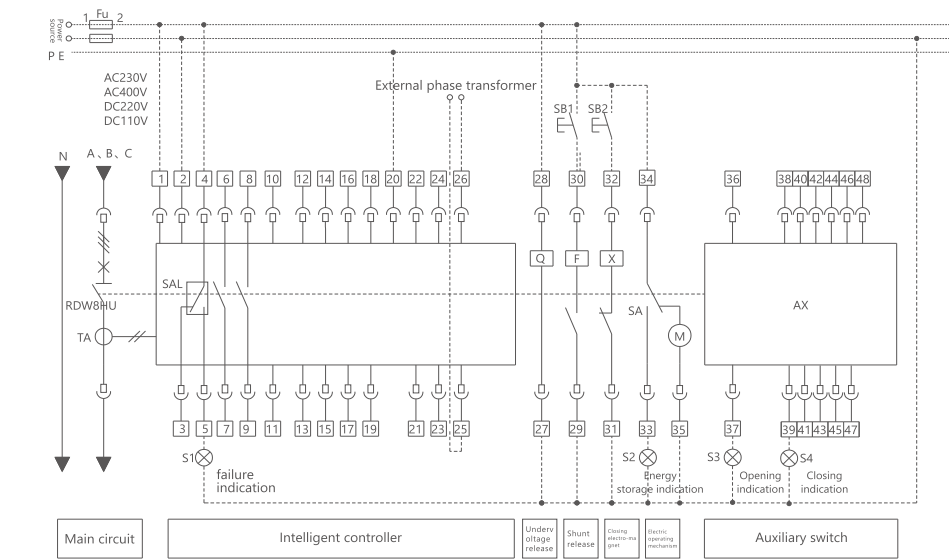 1 Fu 2
Power source
P E
AC230V
AC400V
DC220V
DC110V
External phase transformer
SB1 SB2
N A、B、C
1 2 4 6 8 10 12 14 16 18 20 22 24 26 28 30 32 34 36 38 40 42 44 46 48
Q F X
SAL
RDW8HU
SA
AX
TA
M
3 5 7 9 11 13 15 17 19 21 23 25 27 29 31 33 35 37 39 41 43 45 47
S1 S2 S3 S4
failure
indication
Energy
storage indication
Opening
indication
Closing
indication
Main circuit
Intelligent controller
Underv
oltage
release
Shunt
release
Closing
electro-ma
gnet
Electric
operating
mechanism
Auxiliary switch